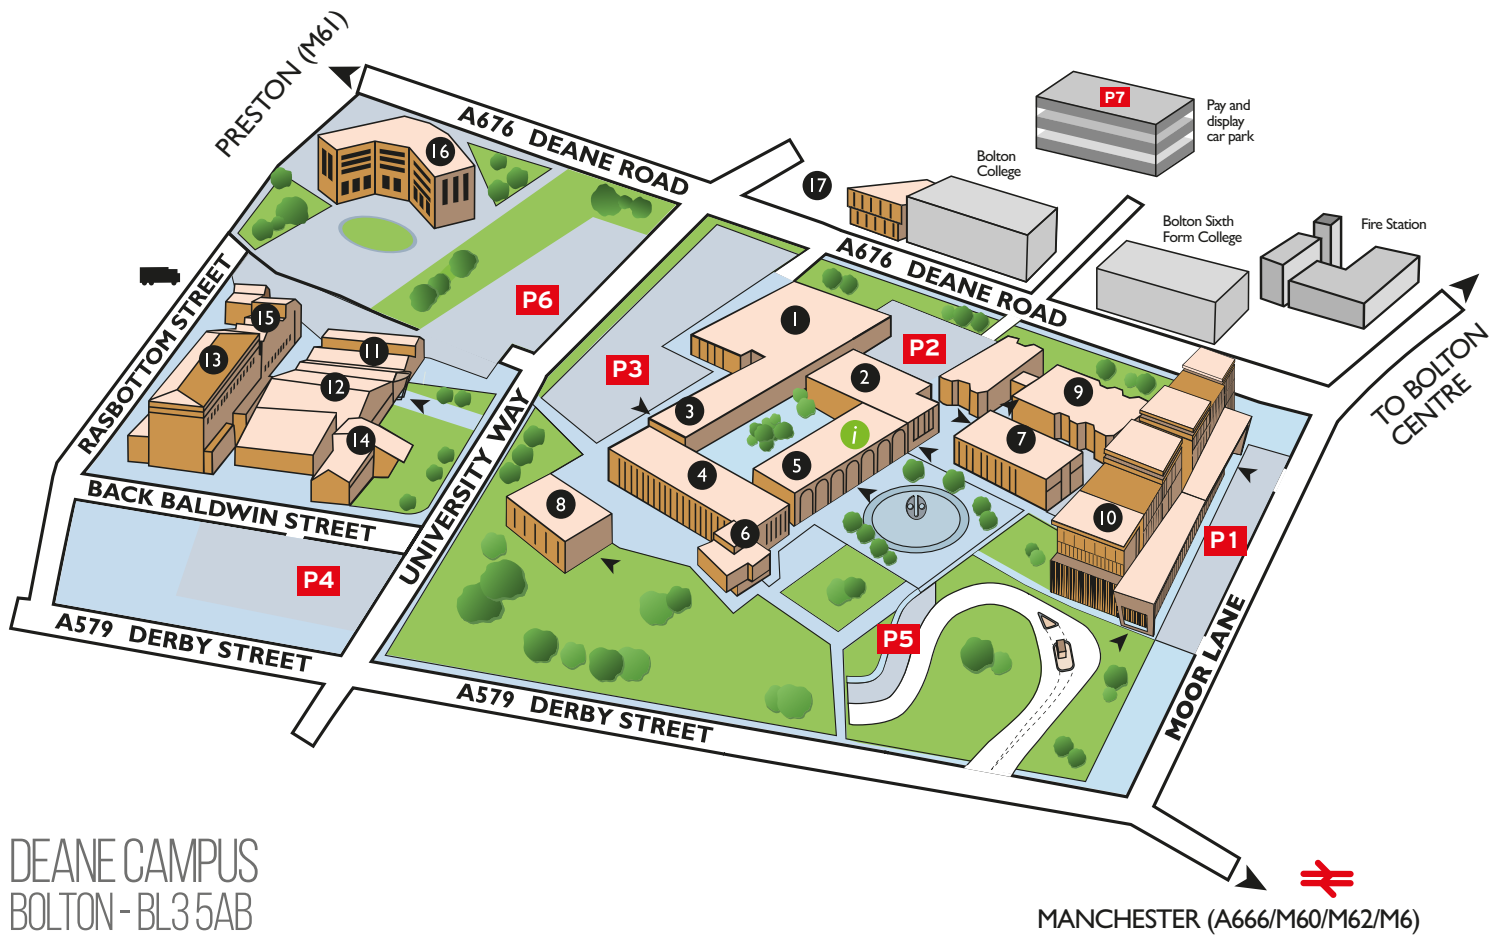 PRESTON (M61)
A676 DEANE ROAD
P7
Pay and
display
car park
Bolton
College
16
17
Bolton Sixth
Form College
Fire Station
A676 DEANE ROAD
RASBOTTOM STREET
P6
15
13
11
12
14
1
P2
P3
2
3
9
i
7
5
4
8
6
10
P1
TO BOLTON
CENTRE
UNIVERSITY WAY
BACK BALDWIN STREET
P4
P5
A579 DERBY STREET
A579 DERBY STREET
MOOR LANE
DEANE CAMPUS
BOLTON - BL3 5AB
MANCHESTER (A666/M60/M62/M6)